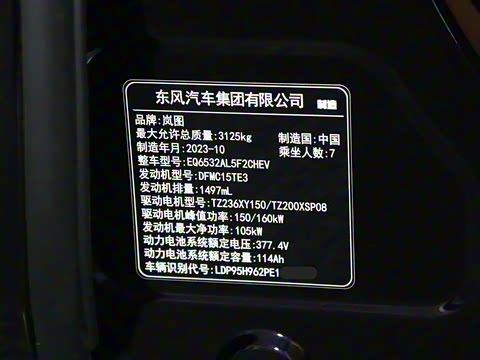 东风汽车集团有限公司 制造
品牌:岚图
最大允许总质量:3125kg 制造国:中国
制造年月:2023-10 乘坐人数:7
整车型号:EQ6532AL5F2CHEV
发动机型号:DFMC15TE3
发动机排量:1497mL
驱动电机型号:TZ236XY150/TZ200XSP08
驱动电机峰值功率:150/160kW
发动机最大净功率:105kW
动力电池系统额定电压:377.4V
动力电池系统额定容量:114Ah
车辆识别代号:LDP95H962PE1